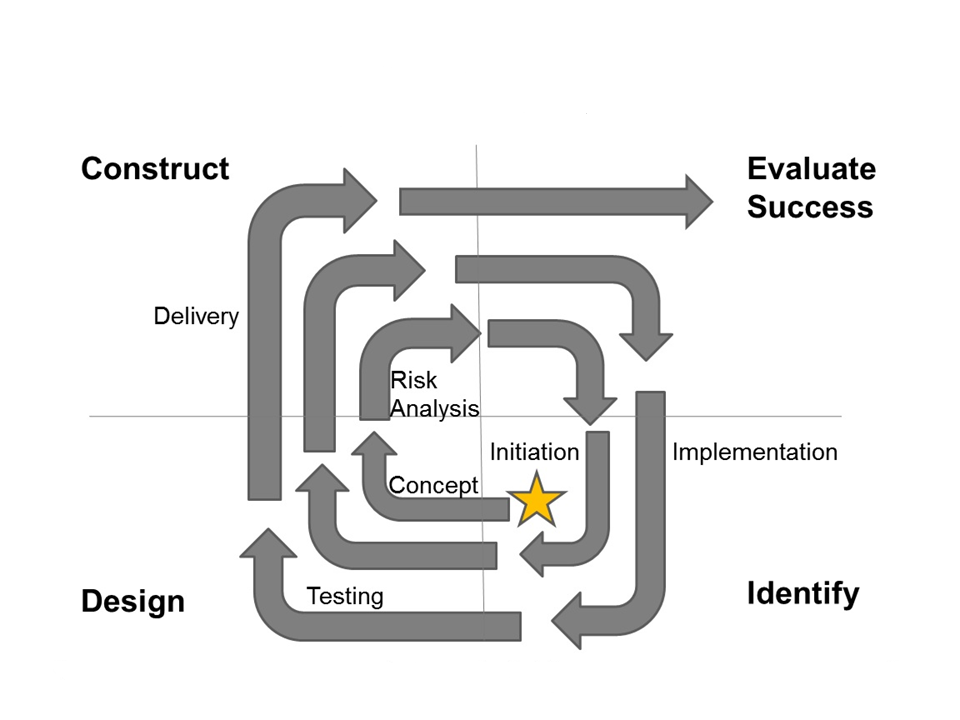 Construct
Evaluate
Success
Delivery
Risk
Analysis
Initiation
Implementation
Concept
Design
Testing
Identify